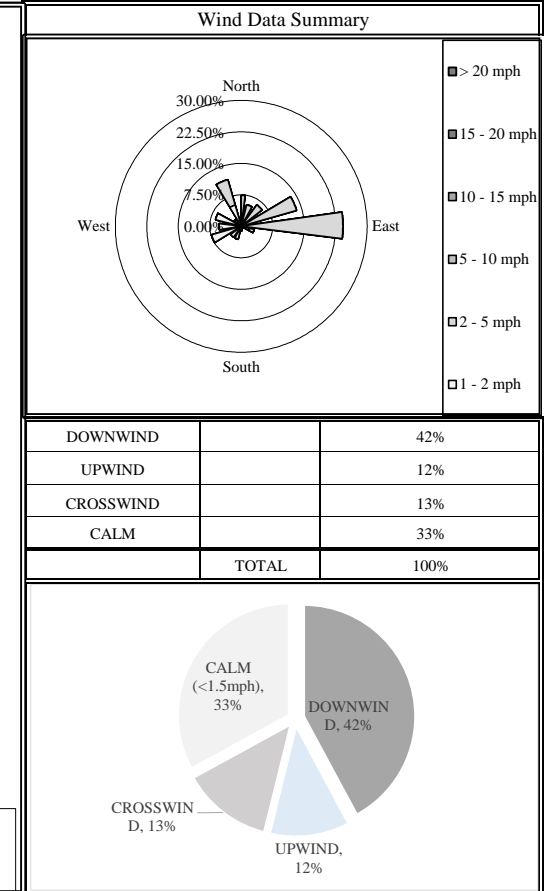 Wind Data Summary
North
30.00%
22.50%
15.00%
7.50%
0.00%
West
East
South
> 20 mph
15 - 20 mph
10 - 15 mph
5 - 10 mph
2 - 5 mph
1 - 2 mph
DOWNWIND 42%
UPWIND 12%
CROSSWIND 13%
CALM 33%
TOTAL 100%
CALM
(<1.5mph),
33%
DOWNWIN
D, 42%
CROSSWIN
D, 13%
UPWIND,
12%